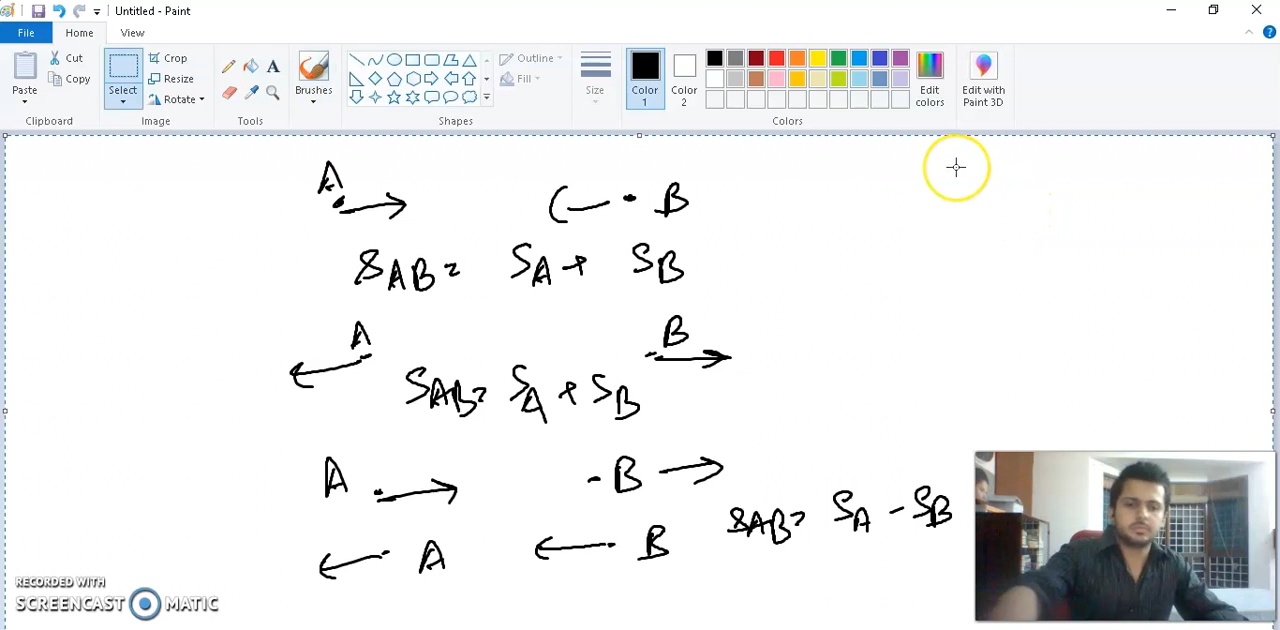 Untitled - Paint
File Home View
Paste Cut Copy
Clipboard
Select Crop Resize Rotate
Image
A
Tools
Brushes
Outline Fill
Shapes
Size
Color 1
Color 2
Edit colors
Colors
Edit with Paint 3D
A B
SAB= SA + SB
A B
SAB= SA + SB
A B
SAB= SA - SB
A B
RECORDED WITH
SCREENCAST MATIC